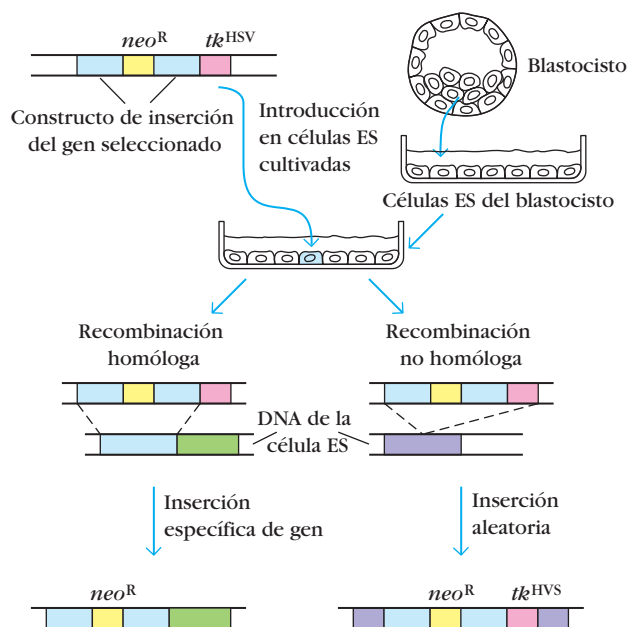 neoᴿ tkᴴˢⱽ
Constructo de inserción
del gen seleccionado
Introducción
en células ES
cultivadas
Blastocisto
Células ES del blastocisto
Recombinación
homóloga
Recombinación
no homóloga
DNA de la
célula ES
Inserción
específica de gen
Inserción
aleatoria
neoᴿ
neoᴿ tkᴴⱽˢ